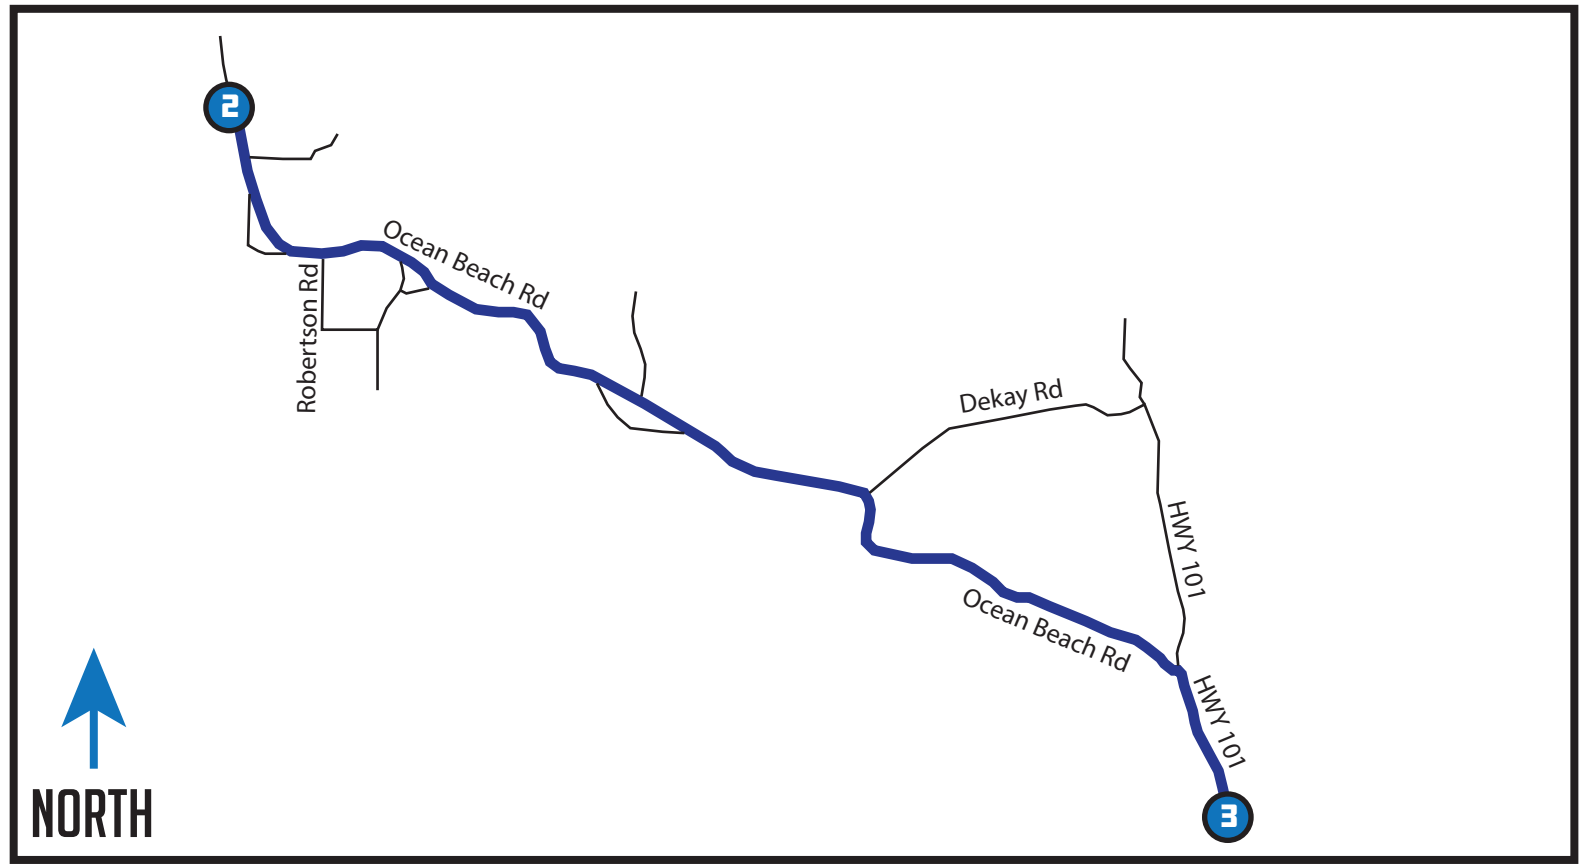 2
Ocean Beach Rd
Robertson Rd
Dekay Rd
HWY 101
Ocean Beach Rd
HWY 101
NORTH
3